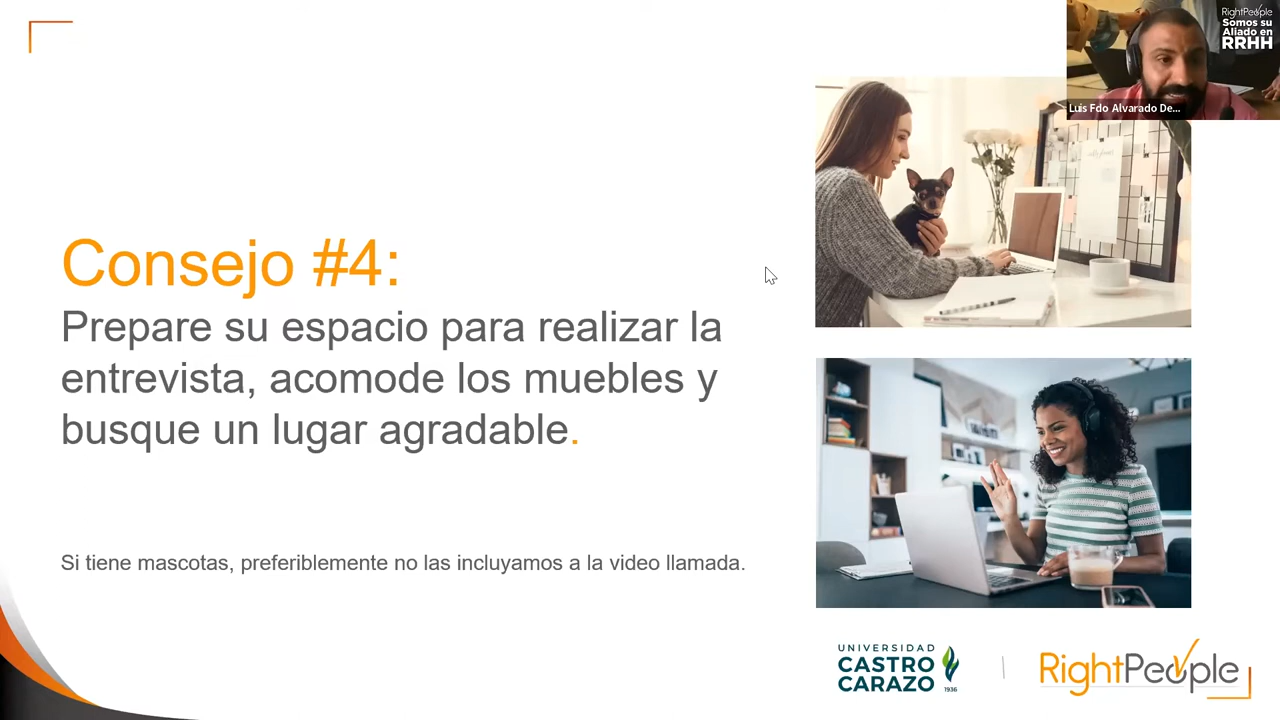 RightPeople
Somos su
Aliado en
RRHH
Luis Fdo Alvarado De...
Consejo #4:
Prepare su espacio para realizar la
entrevista, acomode los muebles y
busque un lugar agradable.
Si tiene mascotas, preferiblemente no las incluyamos a la video llamada.
UNIVERSIDAD
CASTRO
CARAZO
1936
RightPeople